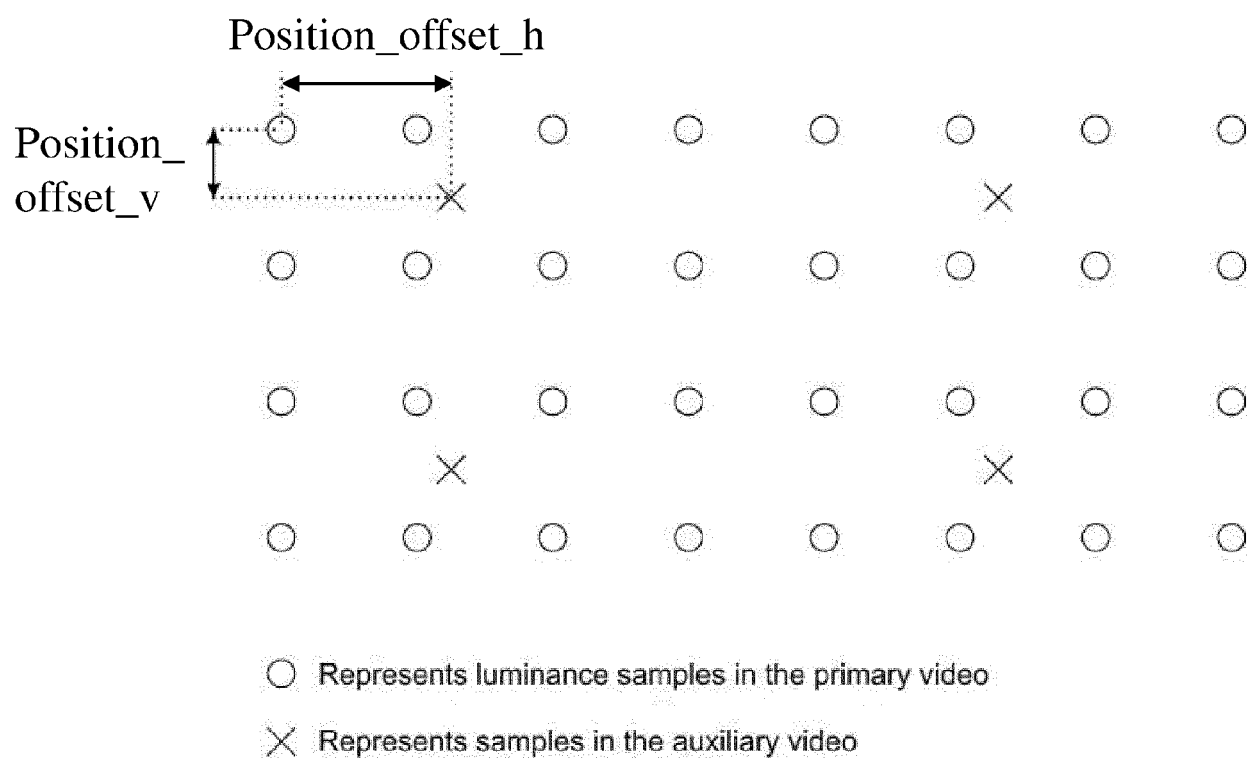 Position_offset_h
Position_
offset_v
Represents luminance samples in the primary video
Represents samples in the auxiliary video